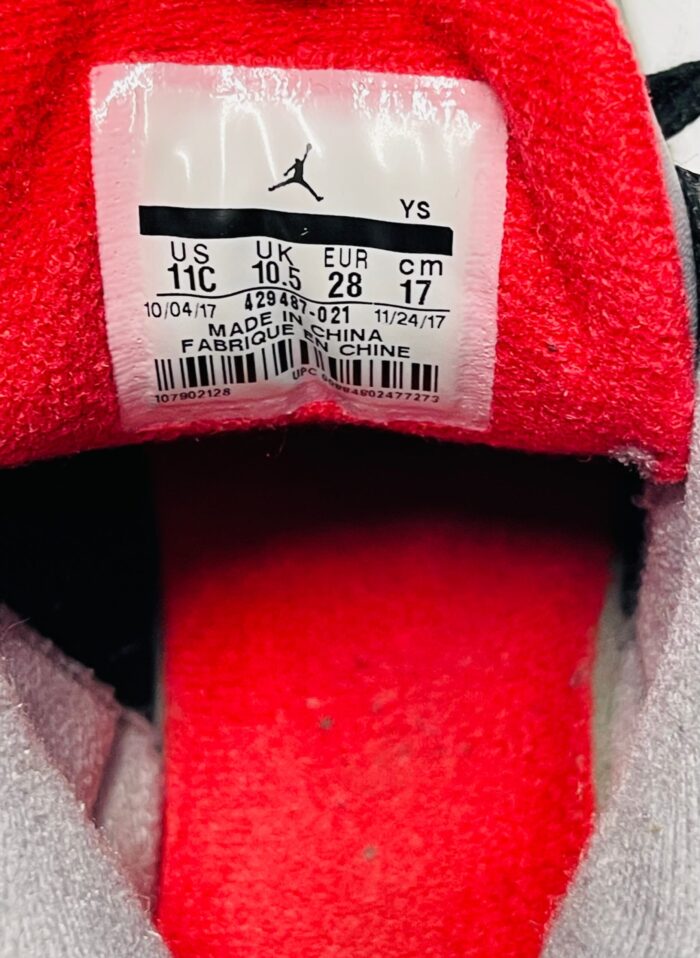 YS
US UK EUR cm
11C 10.5 28 17
10/04/17 429487-021 11/24/17
MADE IN CHINA
FABRIQUE EN CHINE
UPC
107902128